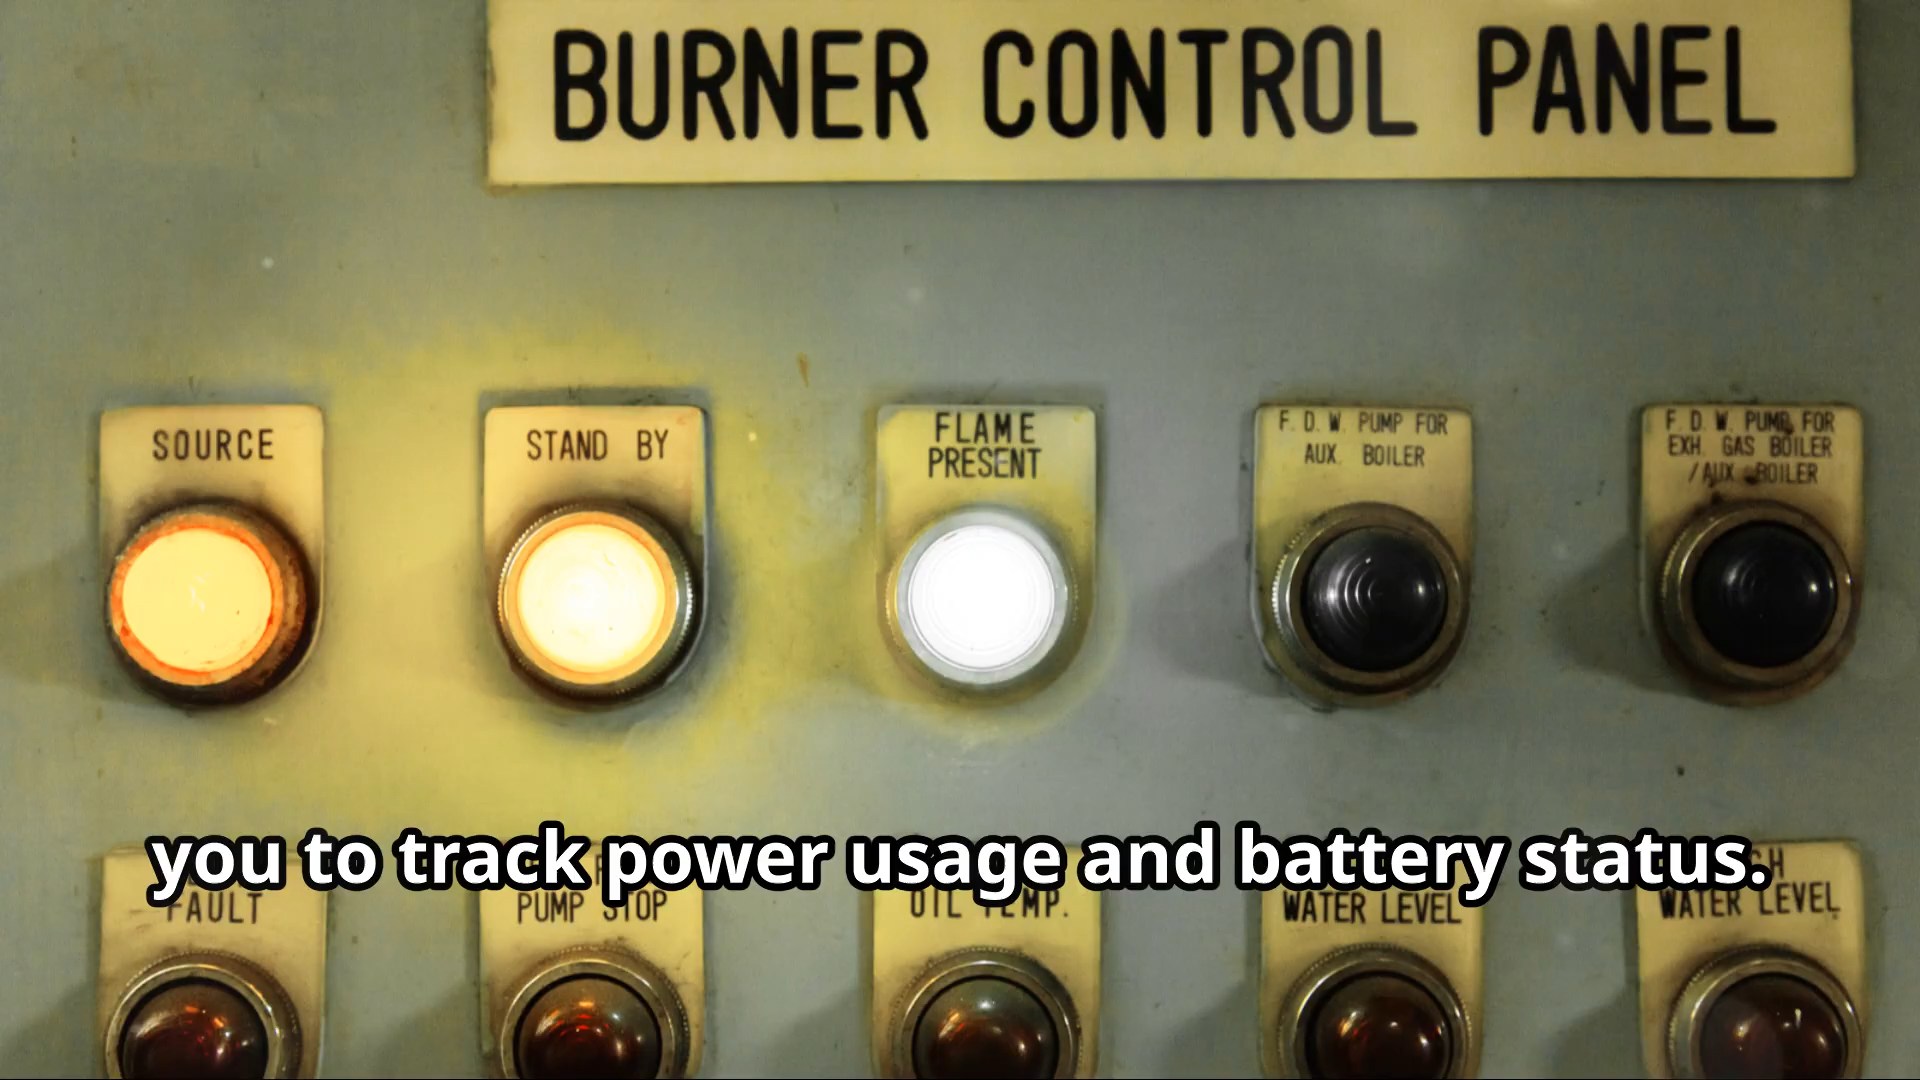 BURNER CONTROL PANEL
SOURCE
STAND BY
FLAME
PRESENT
F. D. W. PUMP FOR
AUX. BOILER
F. D. W. PUMP FOR
EXH. GAS BOILER
/AUX. BOILER
you to track power usage and battery status.
FAULT
PUMP STOP
OIL TEMP.
WATER LEVEL
WATER LEVEL